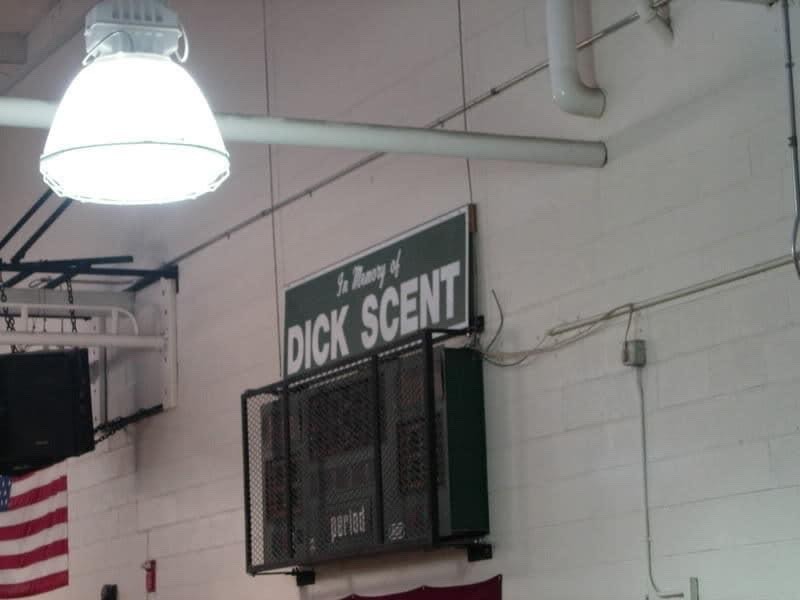 In Memory of
DICK SCENT
period